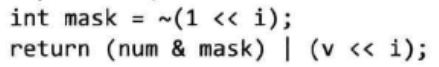 int mask = ~(1 << i);
return (num & mask) | (v << i);